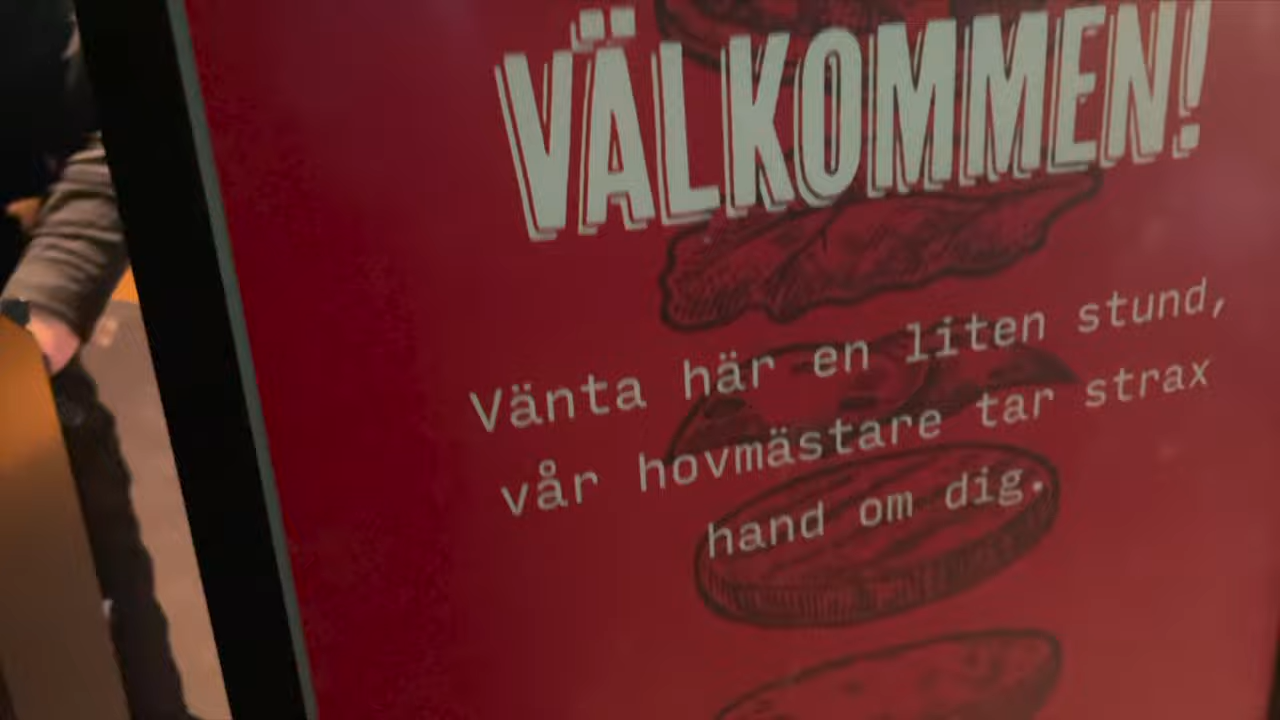 VÄLKOMMEN!
Vänta här en liten stund,
vår hovmästare tar strax
hand om dig.